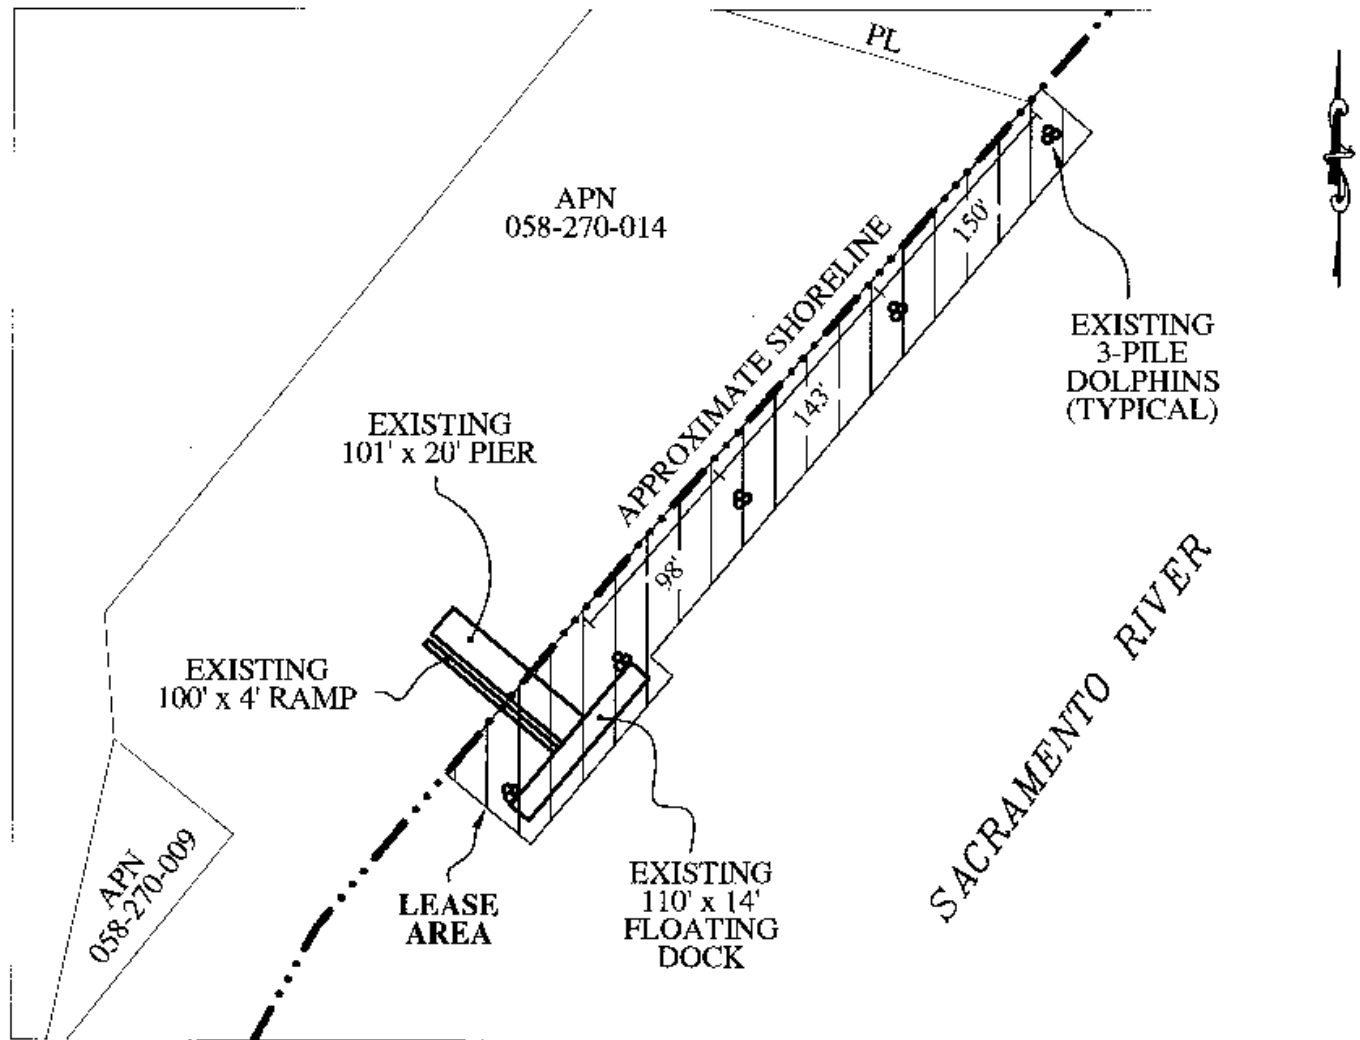 PL
APN
058-270-014
150'
APPROXIMATE SHORELINE
EXISTING
3-PILE
DOLPHINS
(TYPICAL)
143'
EXISTING
101' x 20' PIER
98'
SACRAMENTO RIVER
EXISTING
100' x 4' RAMP
APN
058-270-009
LEASE
AREA
EXISTING
110' x 14'
FLOATING
DOCK